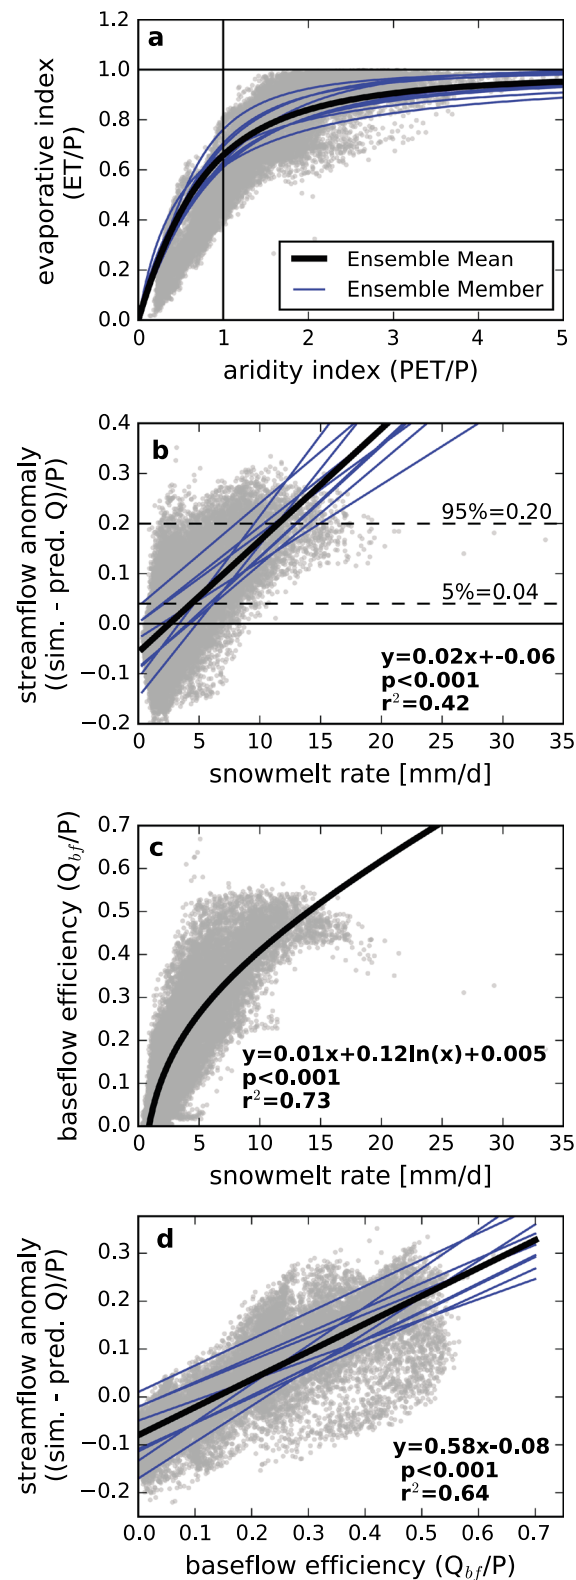 a
1.2
1.0
0.8
0.6
0.4
0.2
0.0
evaporative index
(ET/P)
Ensemble Mean
Ensemble Member
0 1 2 3 4 5
aridity index (PET/P)
b
0.4
0.3
0.2
0.1
0.0
−0.1
−0.2
streamflow anomaly
((sim. - pred. Q)/P)
95%=0.20
5%=0.04
y=0.02x+-0.06
p<0.001
r²=0.42
0 5 10 15 20 25 30 35
snowmelt rate [mm/d]
c
0.7
0.6
0.5
0.4
0.3
0.2
0.1
0.0
baseflow efficiency (Qbf/P)
y=0.01x+0.12ln(x)+0.005
p<0.001
r²=0.73
0 5 10 15 20 25 30 35
snowmelt rate [mm/d]
d
0.3
0.2
0.1
0.0
−0.1
−0.2
streamflow anomaly
((sim. - pred. Q)/P)
y=0.58x-0.08
p<0.001
r²=0.64
0.0 0.1 0.2 0.3 0.4 0.5 0.6 0.7
baseflow efficiency (Qbf/P)